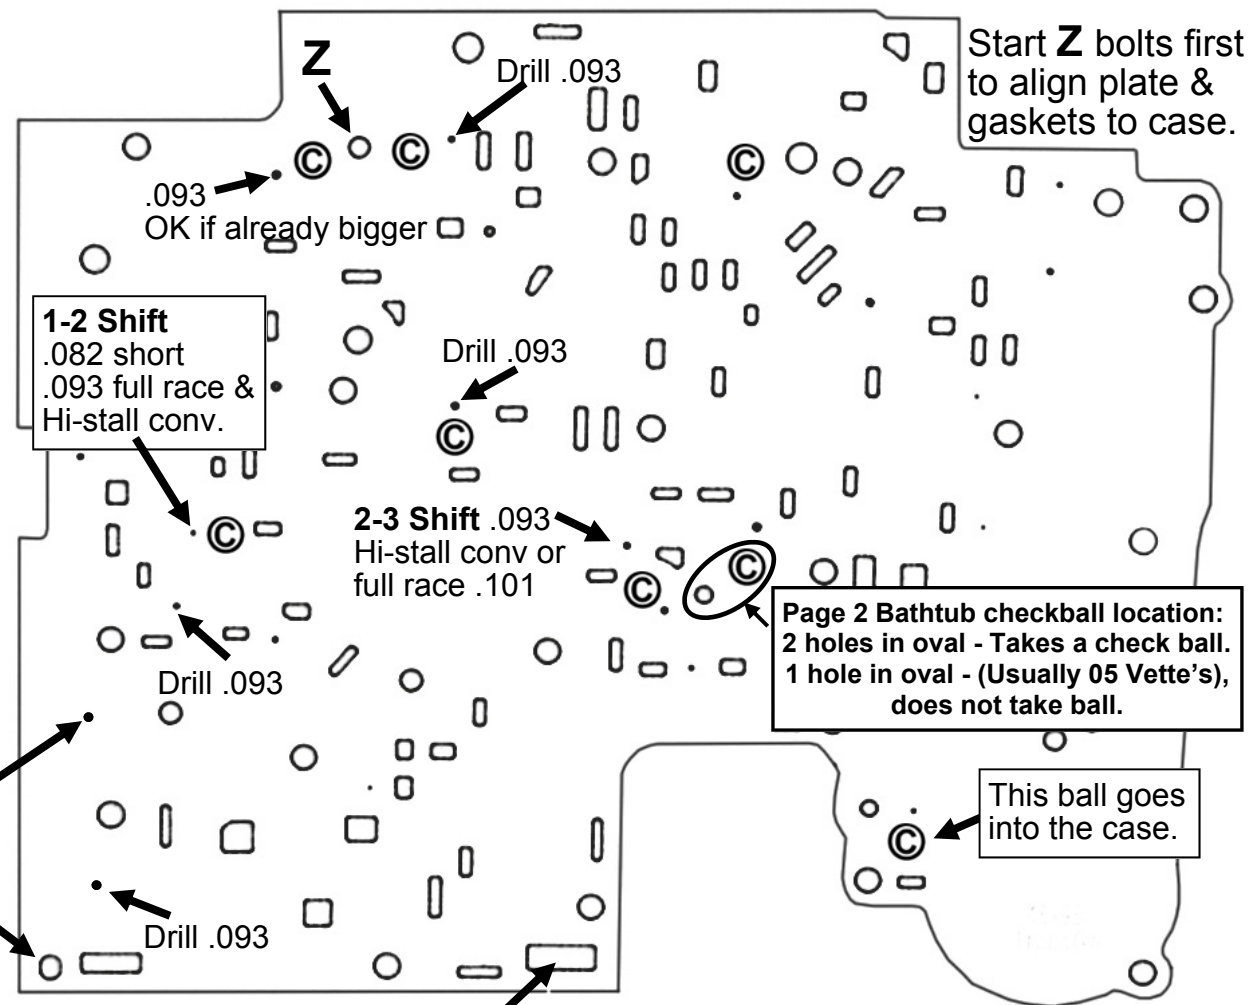 Start Z bolts first
to align plate &
gaskets to case.
Z
Drill .093
© © ©
.093
OK if already bigger
1-2 Shift
.082 short
.093 full race &
Hi-stall conv.
Drill .093
©
©
2-3 Shift .093
Hi-stall conv or
full race .101
© ©
Page 2 Bathtub checkball location:
2 holes in oval - Takes a check ball.
1 hole in oval - (Usually 05 Vette's),
does not take ball.
Drill .093
This ball goes
into the case.
©
Drill .093